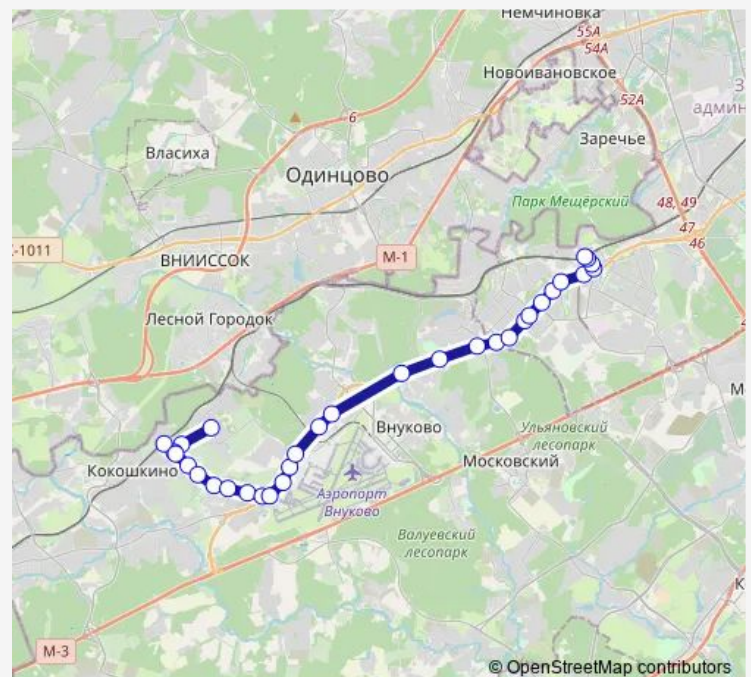 Немчиновка
55А
54А
Новоивановское
6
52А
Власиха
Заречье
Одинцово
Парк Мещёрский
48, 49
47
46
М-1
ВНИИССОК
Лесной Городок
Внуково
Ульяновский
лесопарк
Кокошкино
Московский
Аэропорт
Внуково
Валуевский
лесопарк
М-3
© OpenStreetMap contributors